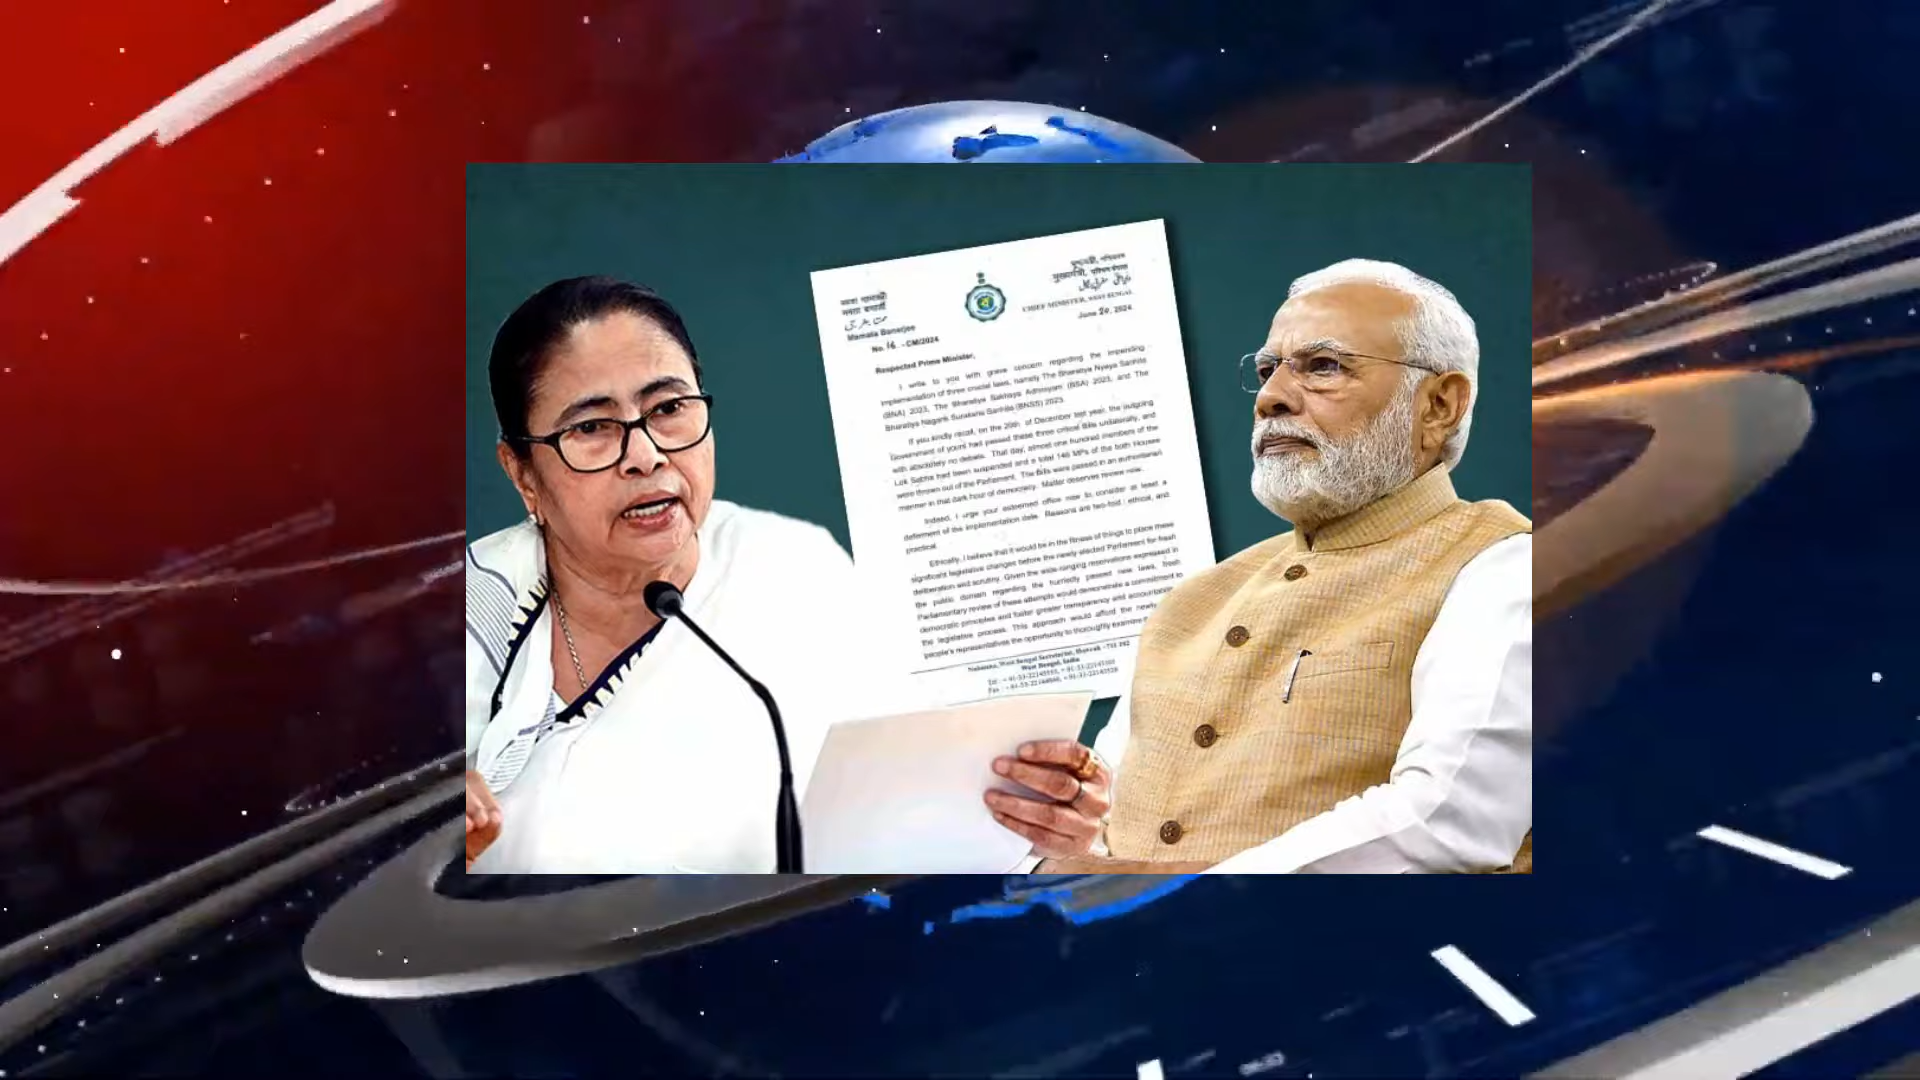 ममता बनर्जी
Mamata Banerjee
No. 16 - CM/2024
CHIEF MINISTER, WEST BENGAL
June 20, 2024
Respected Prime Minister,
I write to you with grave concern regarding the impending
implementation of three crucial laws, namely The Bharatiya Nyaya Sanhita
(BNA) 2023, The Bharatiya Sakhaya Adhiniyam (BSA) 2023, and The
Bharatiya Nagarik Suraksha Sanhita (BNSS) 2023.
If you kindly recall, on the 20th of December last year, the outgoing
Government of yours had passed these three critical Bills unilaterally, and
with absolutely no debate. That day, almost one hundred members of the
Lok Sabha had been suspended and a total 146 MPs of the both Houses
were thrown out of the Parliament. The Bills were passed in an authoritarian
manner in that dark hour of democracy. Matter deserves review now.
Indeed, I urge your esteemed office now to consider at least a
deferment of the implementation date. Reasons are two-fold: ethical, and
practical.
Ethically, I believe that it would be in the fitness of things to place these
significant legislative changes before the newly elected Parliament for fresh
deliberation and scrutiny. Given the wide-ranging reservations expressed in
the public domain regarding the hurriedly passed new laws, fresh
Parliamentary review of these attempts would demonstrate a commitment to
democratic principles and foster greater transparency and
the legislative process. This approach would afford the newly
people's representatives the opportunity to thoroughly examine
Nabanna, West Bengal Secretariat, Howrah - 711 102
West Bengal, India